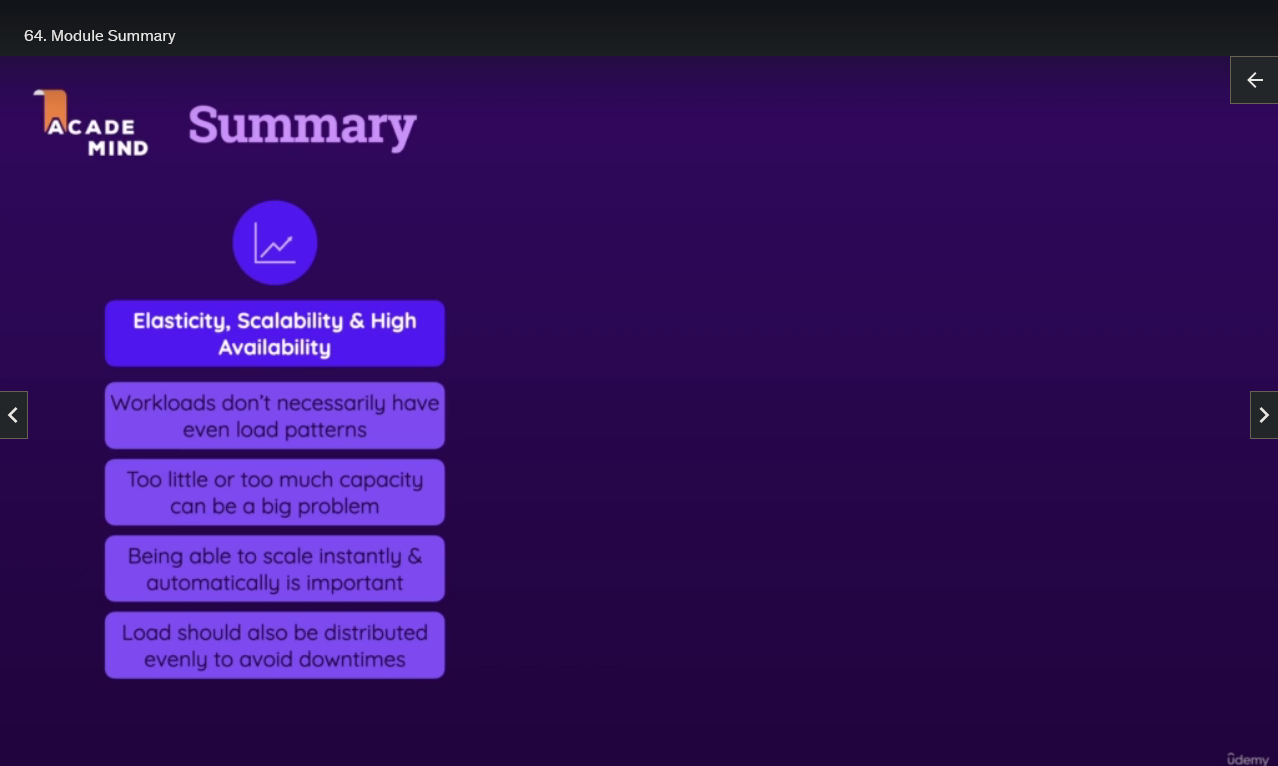 64. Module Summary
ACADE
MIND
Summary
Elasticity, Scalability & High
Availability
Workloads don't necessarily have
even load patterns
Too little or too much capacity
can be a big problem
Being able to scale instantly &
automatically is important
Load should also be distributed
evenly to avoid downtimes
ûdemy